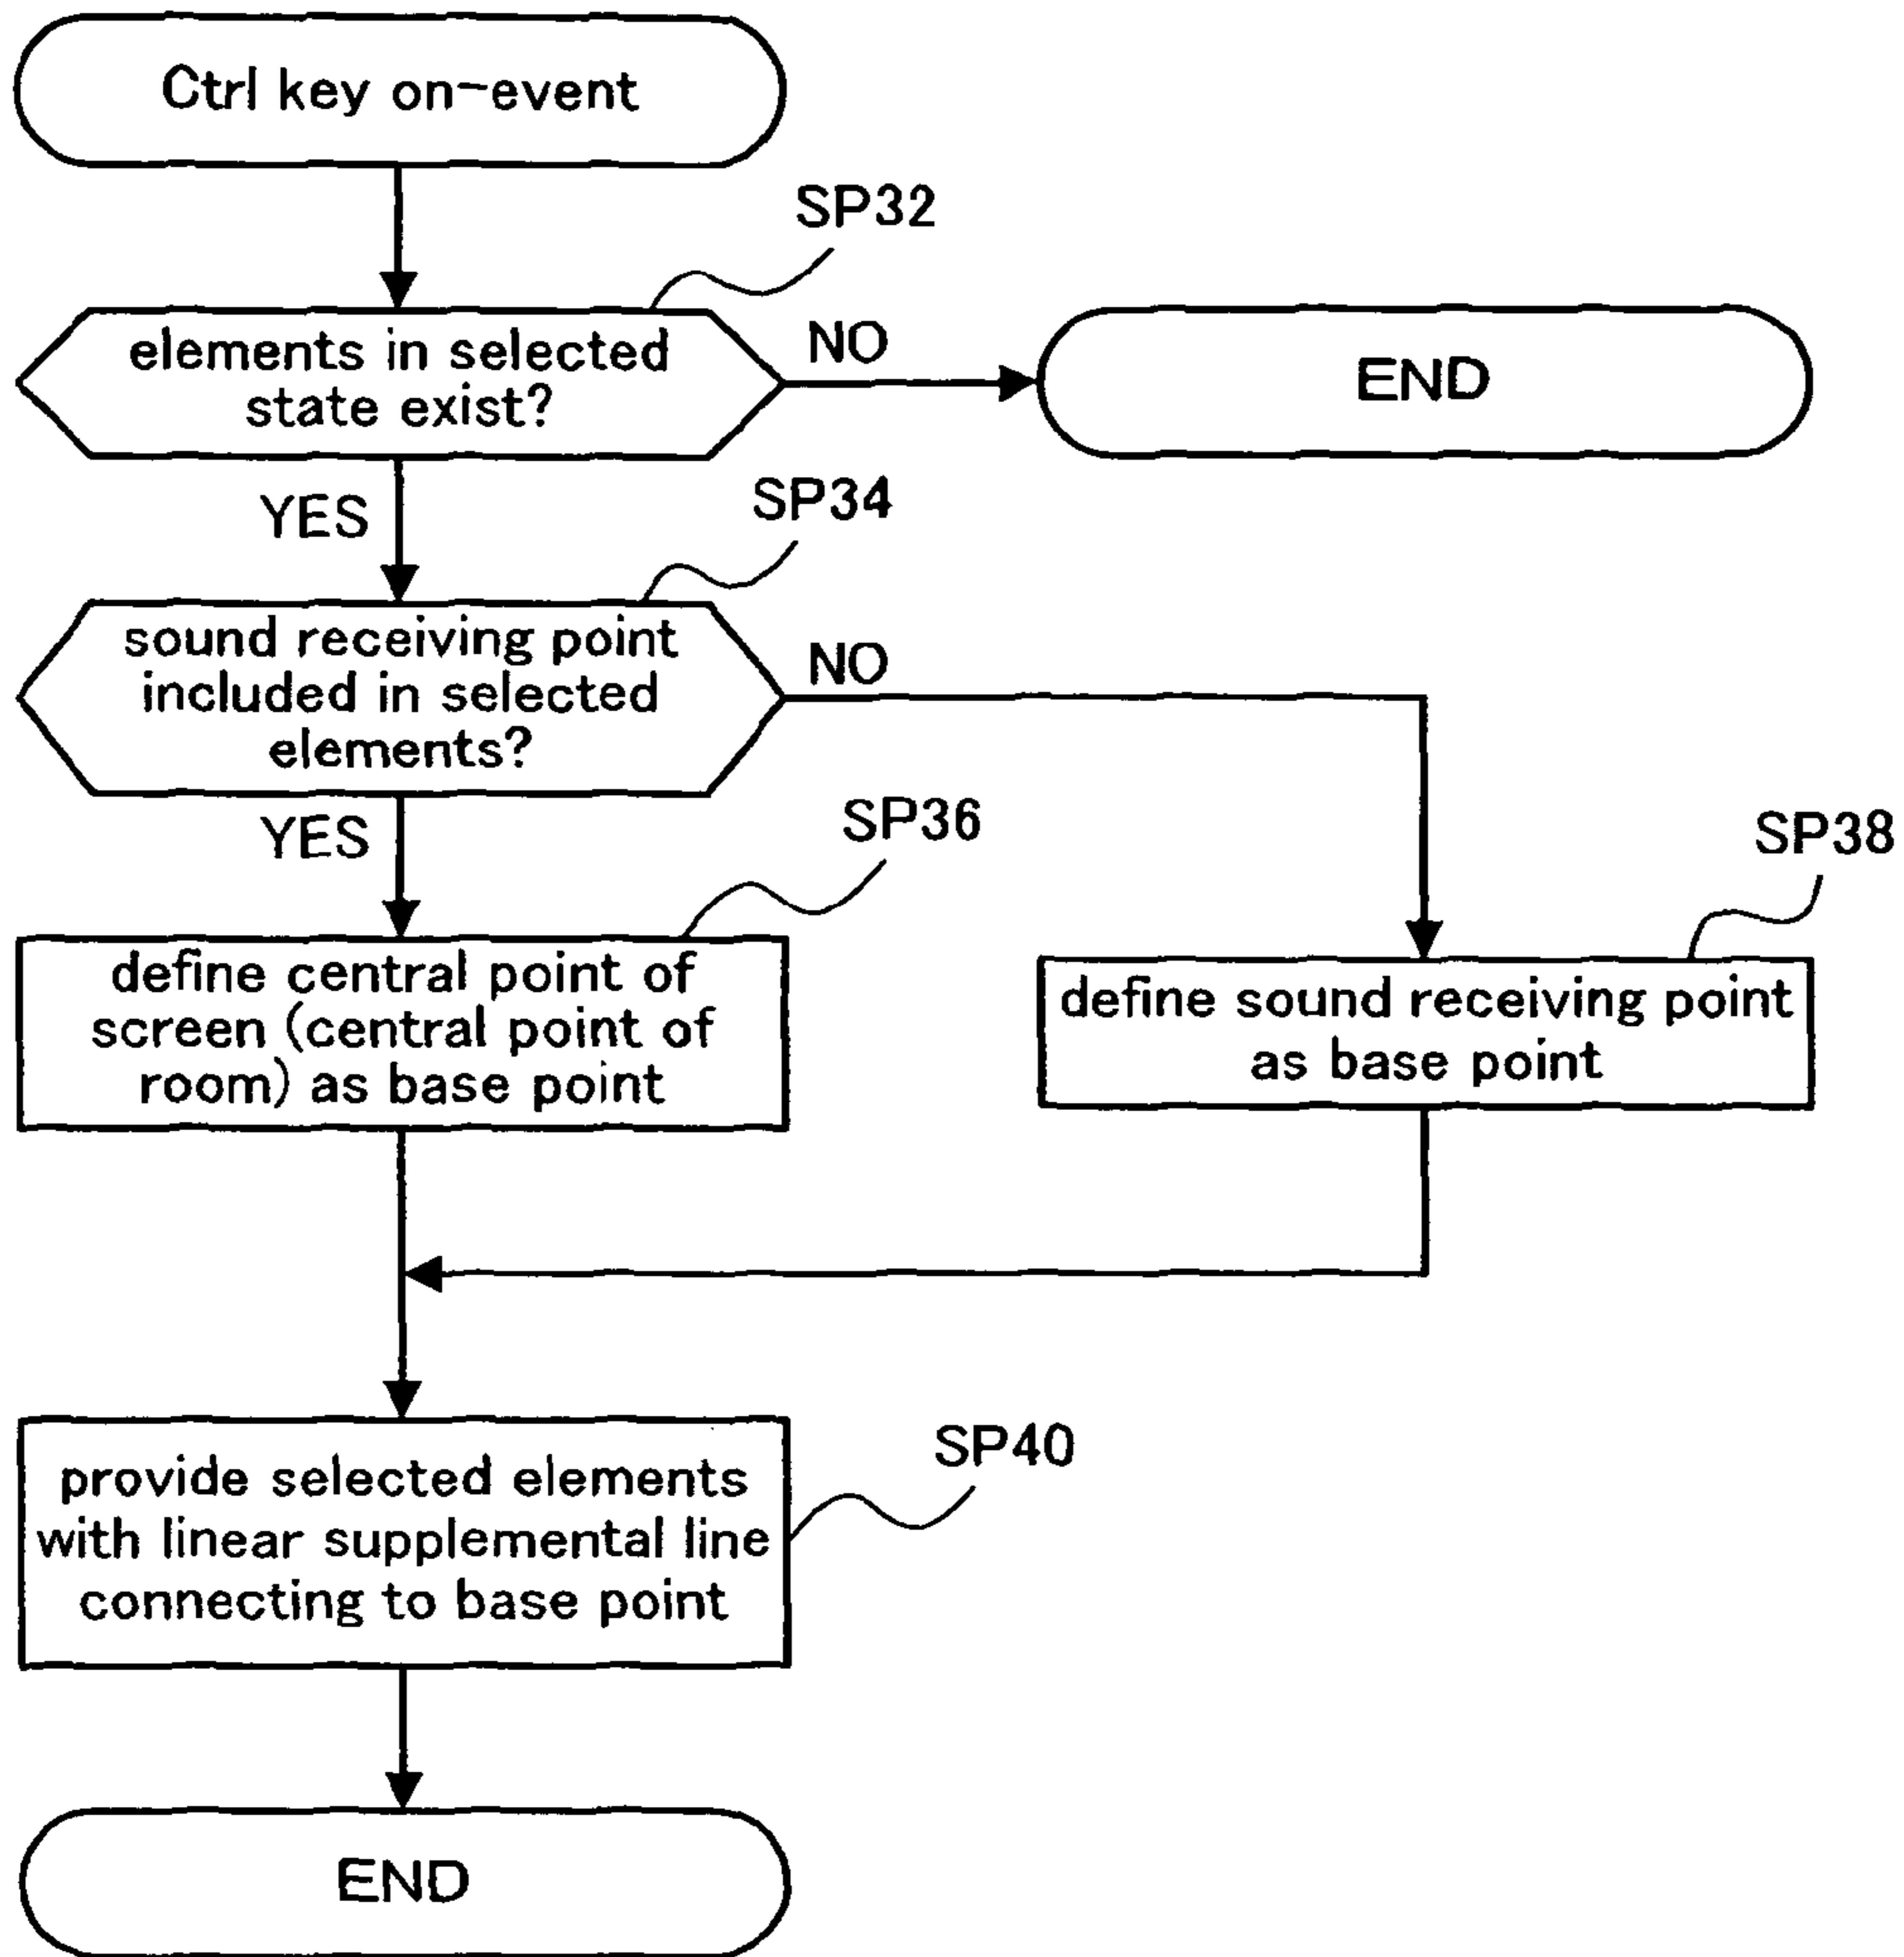 Ctrl key on-event
SP32
elements in selected
state exist?
NO
END
YES
SP34
sound receiving point
included in selected
elements?
NO
YES
SP36
SP38
define central point of
screen (central point of
room) as base point
define sound receiving point
as base point
SP40
provide selected elements
with linear supplemental line
connecting to base point
END